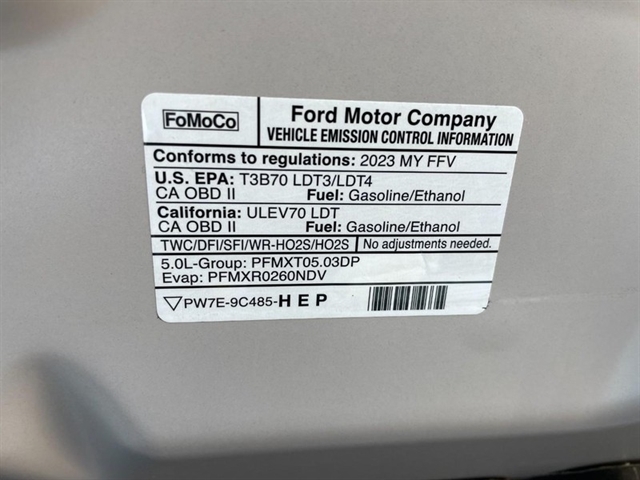 FoMoCo
Ford Motor Company
VEHICLE EMISSION CONTROL INFORMATION
Conforms to regulations: 2023 MY FFV
U.S. EPA: T3B70 LDT3/LDT4
CA OBD II Fuel: Gasoline/Ethanol
California: ULEV70 LDT
CA OBD II Fuel: Gasoline/Ethanol
TWC/DFI/SFI/WR-HO2S/HO2S No adjustments needed.
5.0L-Group: PFMXT05.03DP
Evap: PFMXR0260NDV
▽PW7E-9C485-HEP